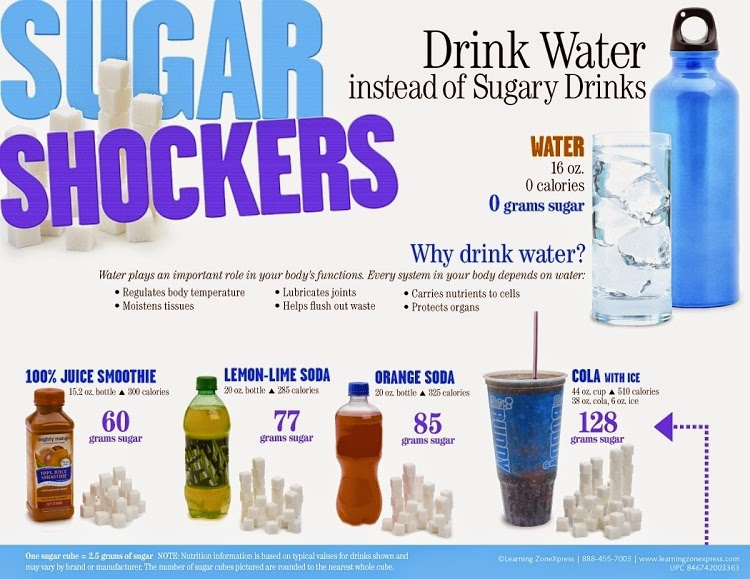 SUGAR
SHOCKERS
Drink Water
instead of Sugary Drinks
WATER
16 oz.
0 calories
0 grams sugar
Why drink water?
Water plays an important role in your body's functions. Every system in your body depends on water:
• Regulates body temperature
• Moistens tissues
• Lubricates joints
• Helps flush out waste
• Carries nutrients to cells
• Protects organs
100% JUICE SMOOTHIE
15.2 oz. bottle ▲ 300 calories
60
grams sugar
mighty mango
100% JUICE
SMOOTHIE
LEMON-LIME SODA
20 oz. bottle ▲ 285 calories
77
grams sugar
ORANGE SODA
20 oz. bottle ▲ 325 calories
85
grams sugar
COLA WITH ICE
44 oz. cup ▲ 510 calories
38 oz. cola, 6 oz. ice
128
grams sugar
One sugar cube = 2.5 grams of sugar NOTE: Nutrition information is based on typical values for drinks shown and
may vary by brand or manufacturer. The number of sugar cubes pictured are rounded to the nearest whole cube.
©Learning ZoneXpress | 888-455-7003 | www.learningzonexpress.com
UPC 846742003363